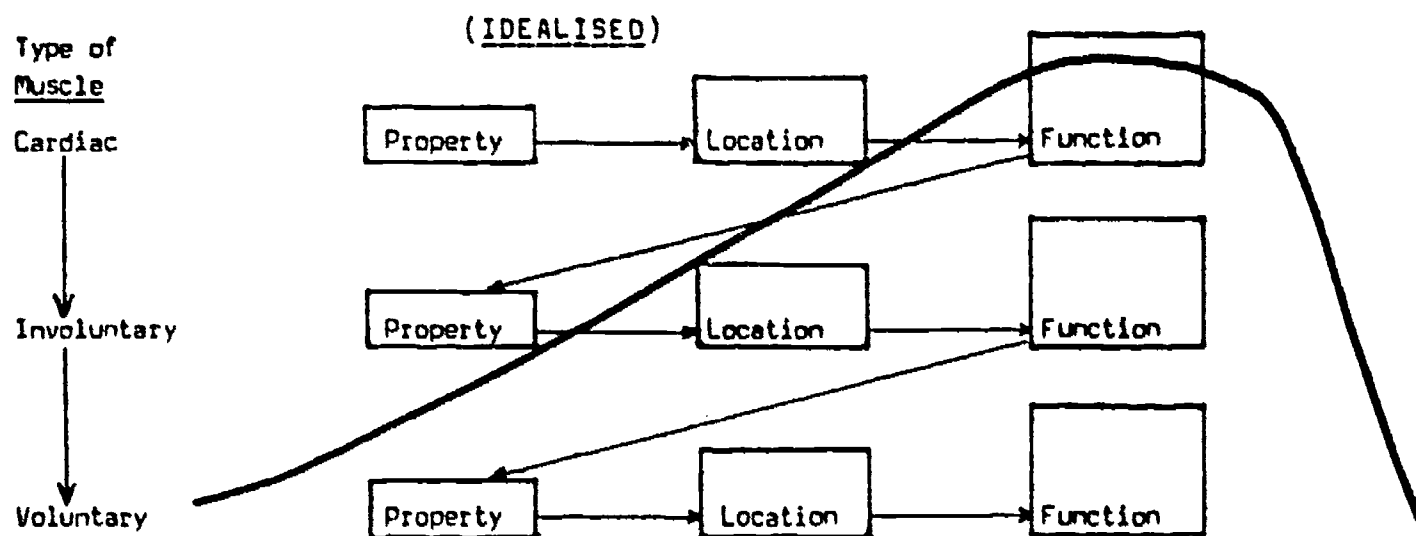 (IDEALISED)
Type of
Muscle
Cardiac
Property
Location
Function
Involuntary
Property
Location
Function
Voluntary
Property
Location
Function